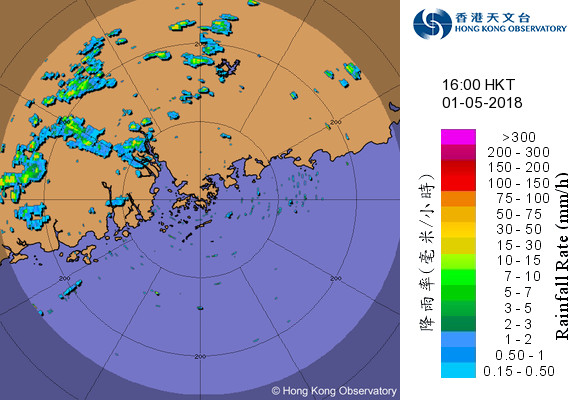 香港天文台
HONG KONG OBSERVATORY
16:00 HKT
01-05-2018
>300
200 - 300
150 - 200
100 - 150
75 - 100
50 - 75
30 - 50
15 - 30
10 - 15
7 - 10
5 - 7
3 - 5
2 - 3
1 - 2
0.50 - 1
0.15 - 0.50
降雨率(毫米/小時)
Rainfall Rate (mm/h)
200
200
200
200
200
© Hong Kong Observatory